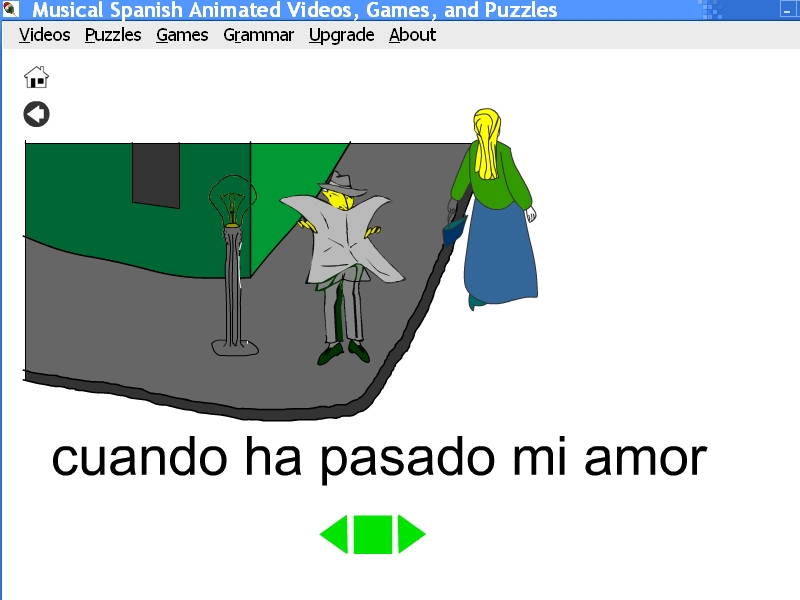 Musical Spanish Animated Videos, Games, and Puzzles
Videos Puzzles Games Grammar Upgrade About
cuando ha pasado mi amor